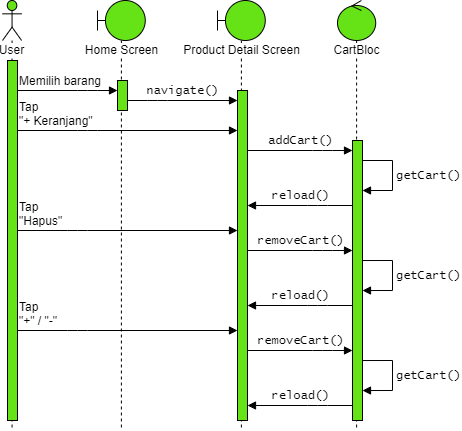 User
Home Screen
Product Detail Screen
CartBloc
Memilih barang
navigate()
Tap
"+ Keranjang"
addCart()
getCart()
reload()
Tap
"Hapus"
removeCart()
getCart()
reload()
Tap
"+" / "-"
removeCart()
getCart()
reload()